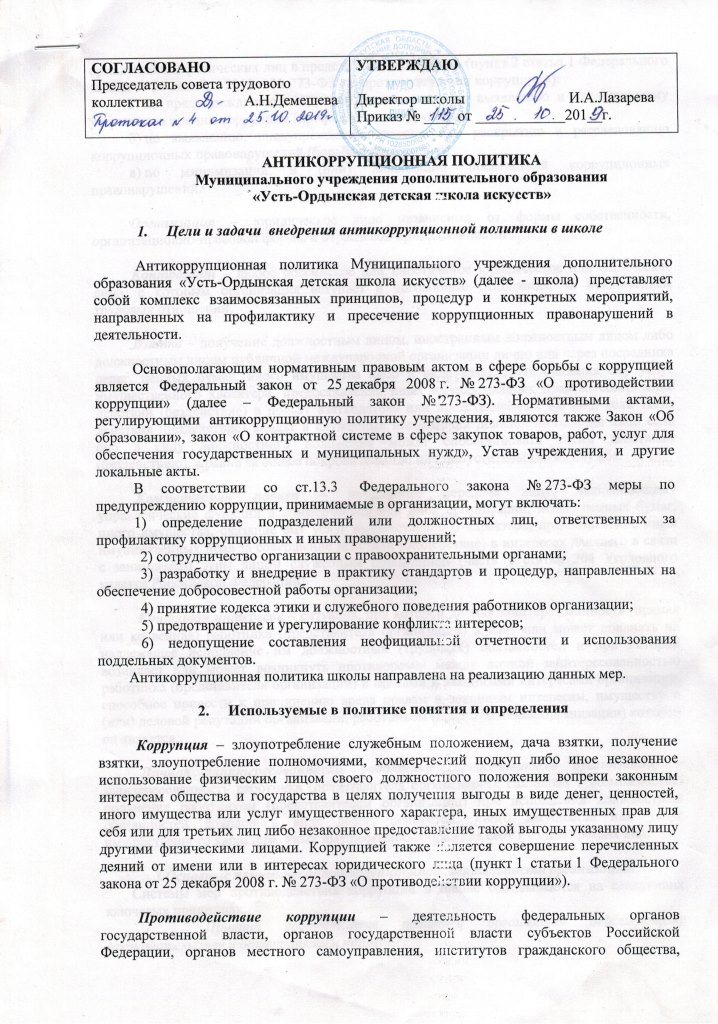 СОГЛАСОВАНО
Председатель совета трудового
коллектива А.Н.Демешева
Протокол № 4 от 25.10.2019г
УТВЕРЖДАЮ
Директор школы И.А.Лазарева
Приказ № 115 от 25. 10. 2019г.
МУДО
АНТИКОРРУПЦИОННАЯ ПОЛИТИКА
Муниципального учреждения дополнительного образования
«Усть-Ордынская детская школа искусств»
1. Цели и задачи внедрения антикоррупционной политики в школе
Антикоррупционная политика Муниципального учреждения дополнительного
образования «Усть-Ордынская детская школа искусств» (далее - школа) представляет
собой комплекс взаимосвязанных принципов, процедур и конкретных мероприятий,
направленных на профилактику и пресечение коррупционных правонарушений в
деятельности.
Основополагающим нормативным правовым актом в сфере борьбы с коррупцией
является Федеральный закон от 25 декабря 2008 г. № 273-ФЗ «О противодействии
коррупции» (далее – Федеральный закон № 273-ФЗ). Нормативными актами,
регулирующими антикоррупционную политику учреждения, являются также Закон «Об
образовании», закон «О контрактной системе в сфере закупок товаров, работ, услуг для
обеспечения государственных и муниципальных нужд», Устав учреждения, и другие
локальные акты.
В соответствии со ст.13.3 Федерального закона № 273-ФЗ меры по
предупреждению коррупции, принимаемые в организации, могут включать:
1) определение подразделений или должностных лиц, ответственных за
профилактику коррупционных и иных правонарушений;
2) сотрудничество организации с правоохранительными органами;
3) разработку и внедрение в практику стандартов и процедур, направленных на
обеспечение добросовестной работы организации;
4) принятие кодекса этики и служебного поведения работников организации;
5) предотвращение и урегулирование конфликта интересов;
6) недопущение составления неофициальной отчетности и использования
поддельных документов.
Антикоррупционная политика школы направлена на реализацию данных мер.
2. Используемые в политике понятия и определения
Коррупция – злоупотребление служебным положением, дача взятки, получение
взятки, злоупотребление полномочиями, коммерческий подкуп либо иное незаконное
использование физическим лицом своего должностного положения вопреки законным
интересам общества и государства в целях получения выгоды в виде денег, ценностей,
иного имущества или услуг имущественного характера, иных имущественных прав для
себя или для третьих лиц либо незаконное предоставление такой выгоды указанному лицу
другими физическими лицами. Коррупцией также является совершение перечисленных
деяний от имени или в интересах юридического лица (пункт 1 статьи 1 Федерального
закона от 25 декабря 2008 г. № 273-ФЗ «О противодействии коррупции»).
Противодействие коррупции – деятельность федеральных органов
государственной власти, органов государственной власти субъектов Российской
Федерации, органов местного самоуправления, институтов гражданского общества,